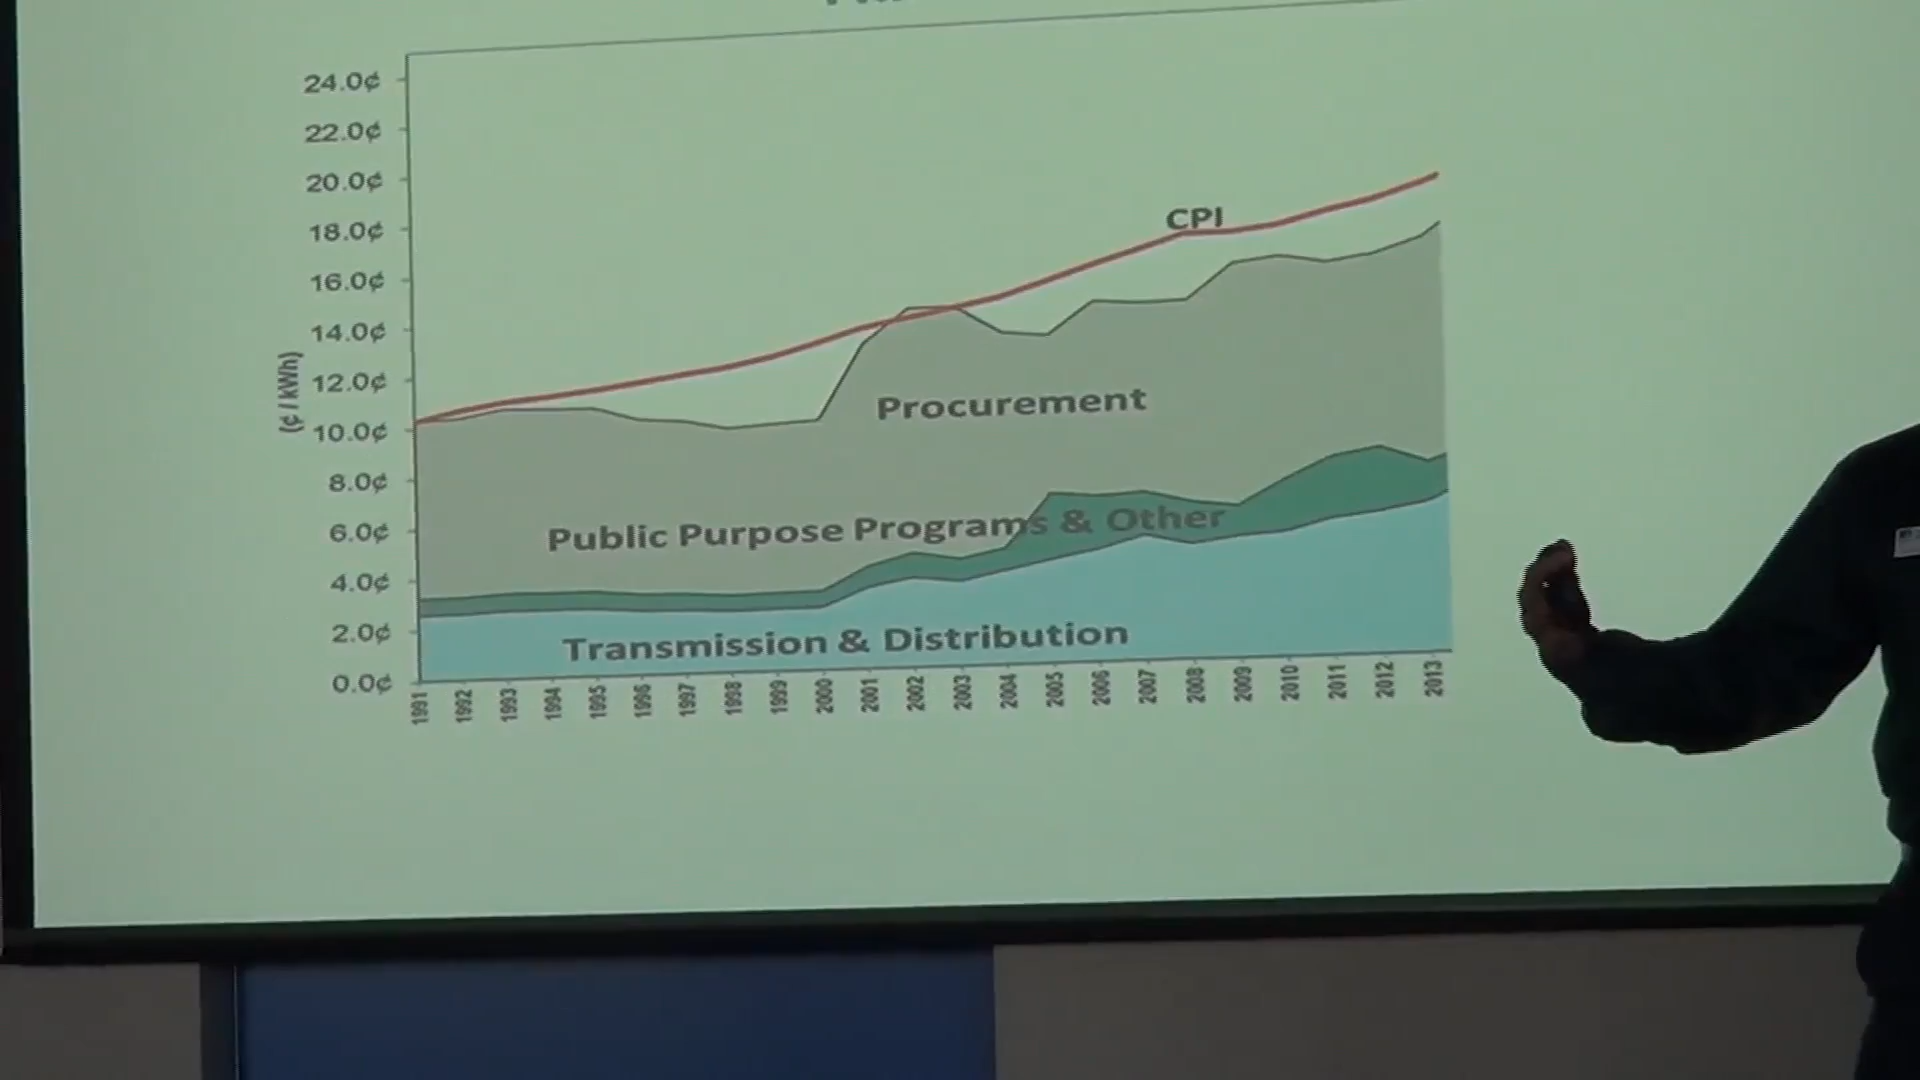 24.0¢
22.0¢
20.0¢
18.0¢
16.0¢
14.0¢
12.0¢
10.0¢
8.0¢
6.0¢
4.0¢
2.0¢
0.0¢
(¢ / kWh)
CPI
Procurement
Public Purpose Programs & Other
Transmission & Distribution
1991 1992 1993 1994 1995 1996 1997 1998 1999 2000 2001 2002 2003 2004 2005 2006 2007 2008 2009 2010 2011 2012 2013